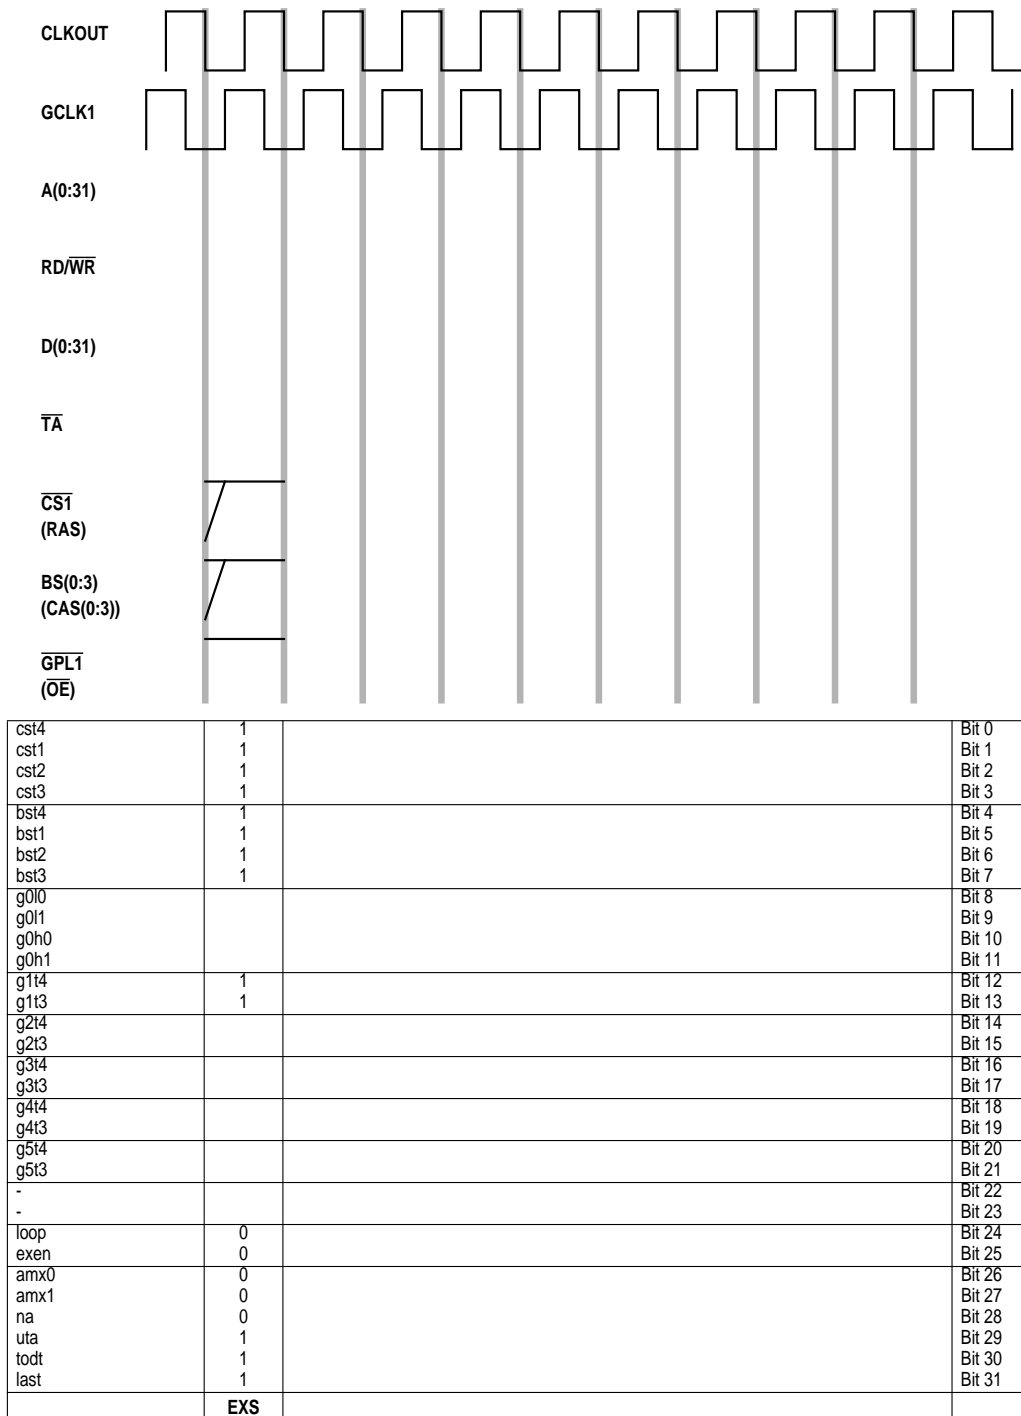 CLKOUT
GCLK1
A(0:31)
RD/W̅R̅
D(0:31)
T̅A̅
C̅S̅1̅
(RAS)
BS(0:3)
(CAS(0:3))
G̅P̅L̅1̅
(O̅E̅)
cst4 1 Bit 0
cst1 1 Bit 1
cst2 1 Bit 2
cst3 1 Bit 3
bst4 1 Bit 4
bst1 1 Bit 5
bst2 1 Bit 6
bst3 1 Bit 7
g0l0 Bit 8
g0l1 Bit 9
g0h0 Bit 10
g0h1 Bit 11
g1t4 1 Bit 12
g1t3 1 Bit 13
g2t4 Bit 14
g2t3 Bit 15
g3t4 Bit 16
g3t3 Bit 17
g4t4 Bit 18
g4t3 Bit 19
g5t4 Bit 20
g5t3 Bit 21
- Bit 22
- Bit 23
loop 0 Bit 24
exen 0 Bit 25
amx0 0 Bit 26
amx1 0 Bit 27
na 0 Bit 28
uta 1 Bit 29
todt 1 Bit 30
last 1 Bit 31
EXS